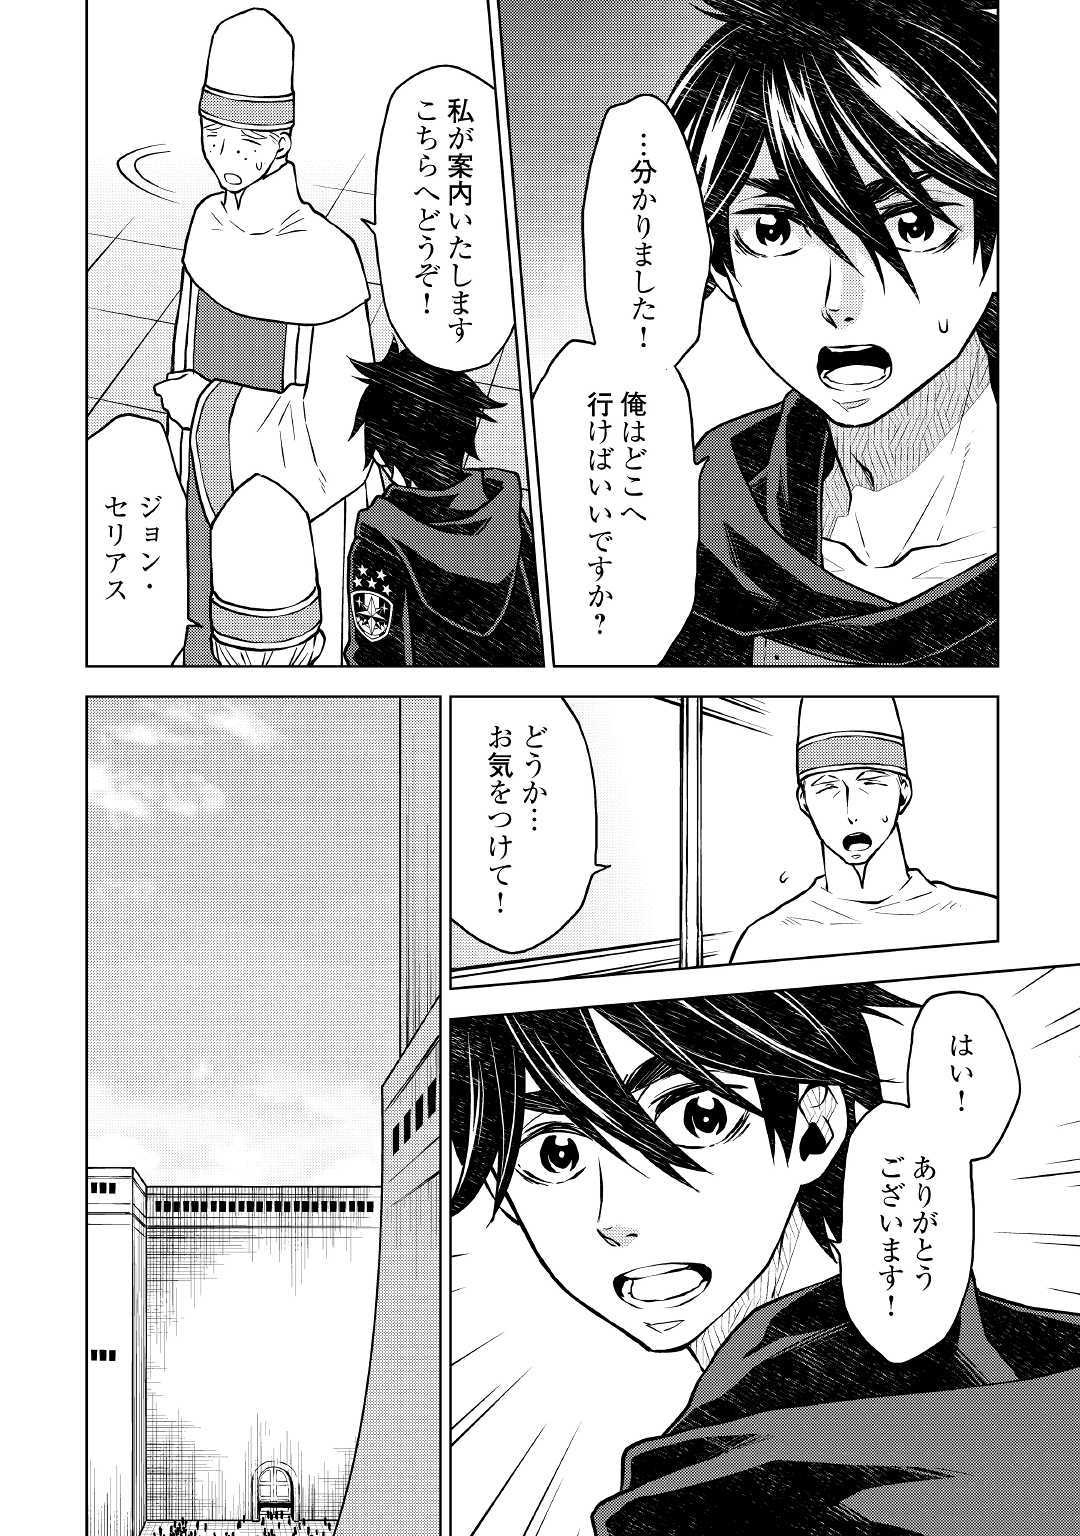 …分かりました！
俺はどこへ
行けばいいですか？
私が案内いたします
こちらへどうぞ！
ジョン・
セリアス
どうか…
お気をつけて！
はい！
ありがとう
ございます！